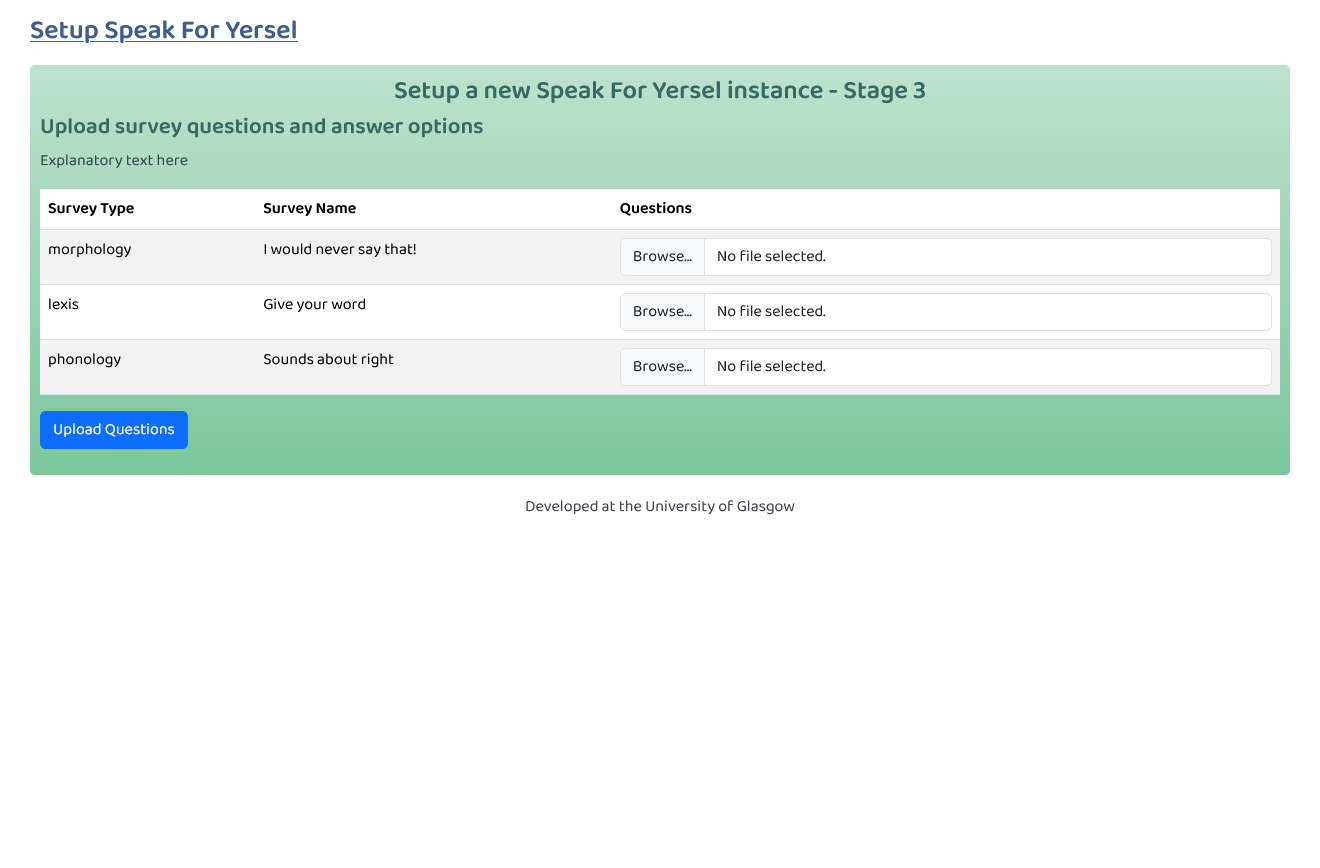 Setup Speak For Yersel
Setup a new Speak For Yersel instance - Stage 3
Upload survey questions and answer options
Explanatory text here
Survey Type Survey Name Questions
morphology I would never say that! Browse... No file selected.
lexis Give your word Browse... No file selected.
phonology Sounds about right Browse... No file selected.
Upload Questions
Developed at the University of Glasgow